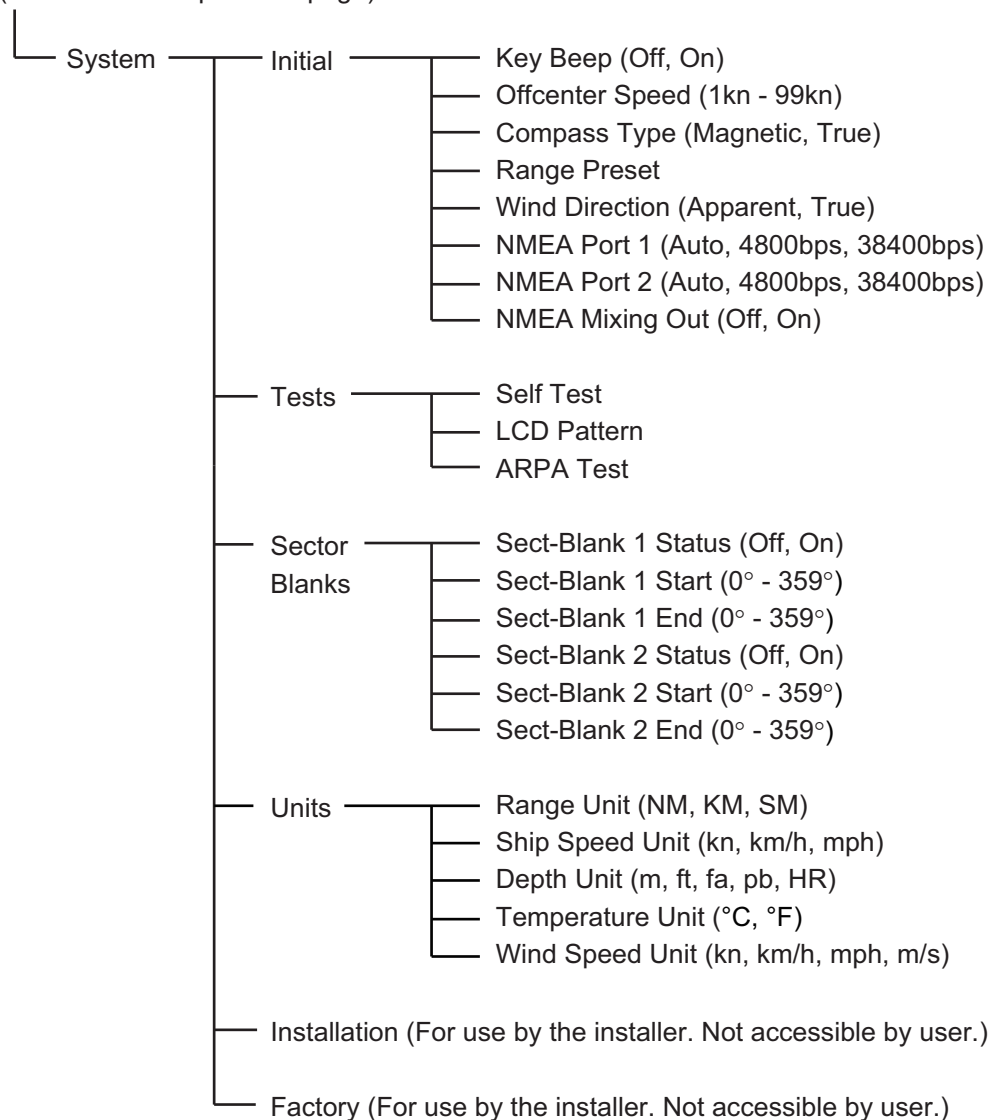 System
Initial
Key Beep (Off, On)
Offcenter Speed (1kn - 99kn)
Compass Type (Magnetic, True)
Range Preset
Wind Direction (Apparent, True)
NMEA Port 1 (Auto, 4800bps, 38400bps)
NMEA Port 2 (Auto, 4800bps, 38400bps)
NMEA Mixing Out (Off, On)
Tests
Self Test
LCD Pattern
ARPA Test
Sector
Blanks
Sect-Blank 1 Status (Off, On)
Sect-Blank 1 Start (0° - 359°)
Sect-Blank 1 End (0° - 359°)
Sect-Blank 2 Status (Off, On)
Sect-Blank 2 Start (0° - 359°)
Sect-Blank 2 End (0° - 359°)
Units
Range Unit (NM, KM, SM)
Ship Speed Unit (kn, km/h, mph)
Depth Unit (m, ft, fa, pb, HR)
Temperature Unit (°C, °F)
Wind Speed Unit (kn, km/h, mph, m/s)
Installation (For use by the installer. Not accessible by user.)
Factory (For use by the installer. Not accessible by user.)